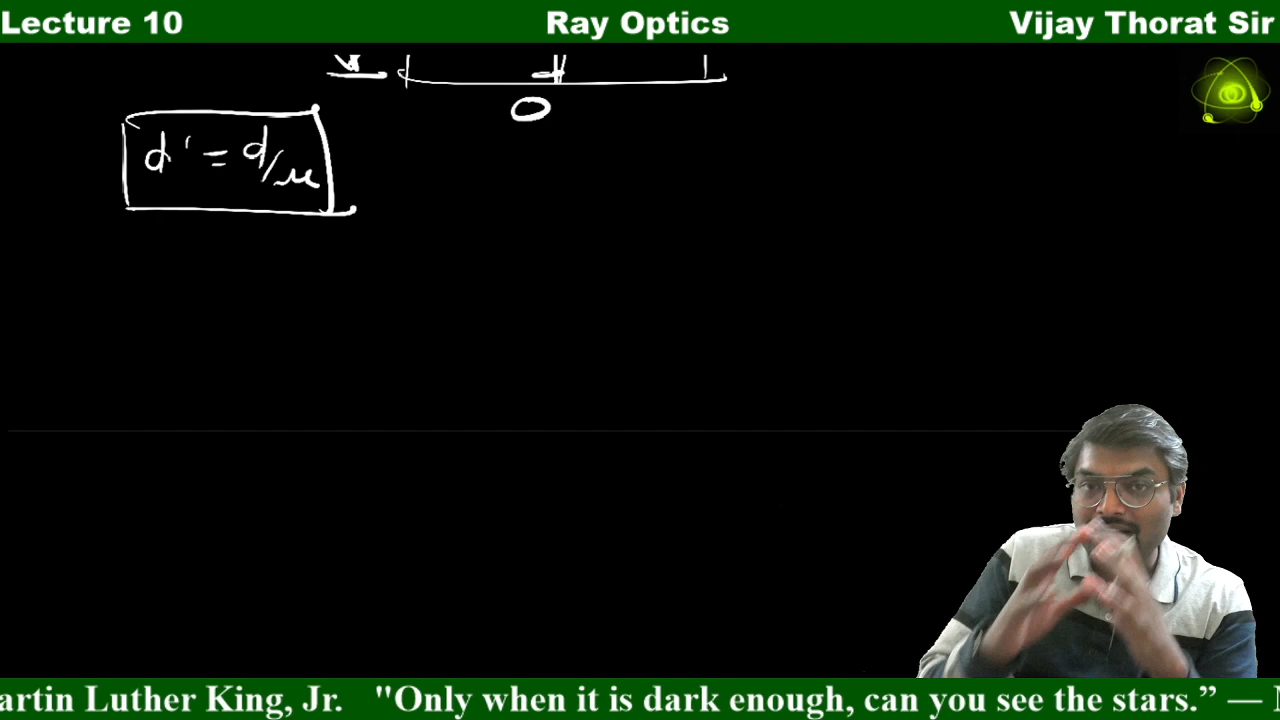 Lecture 10 Ray Optics Vijay Thorat Sir
O
d' = d/μ
artin Luther King, Jr. "Only when it is dark enough, can you see the stars.” —